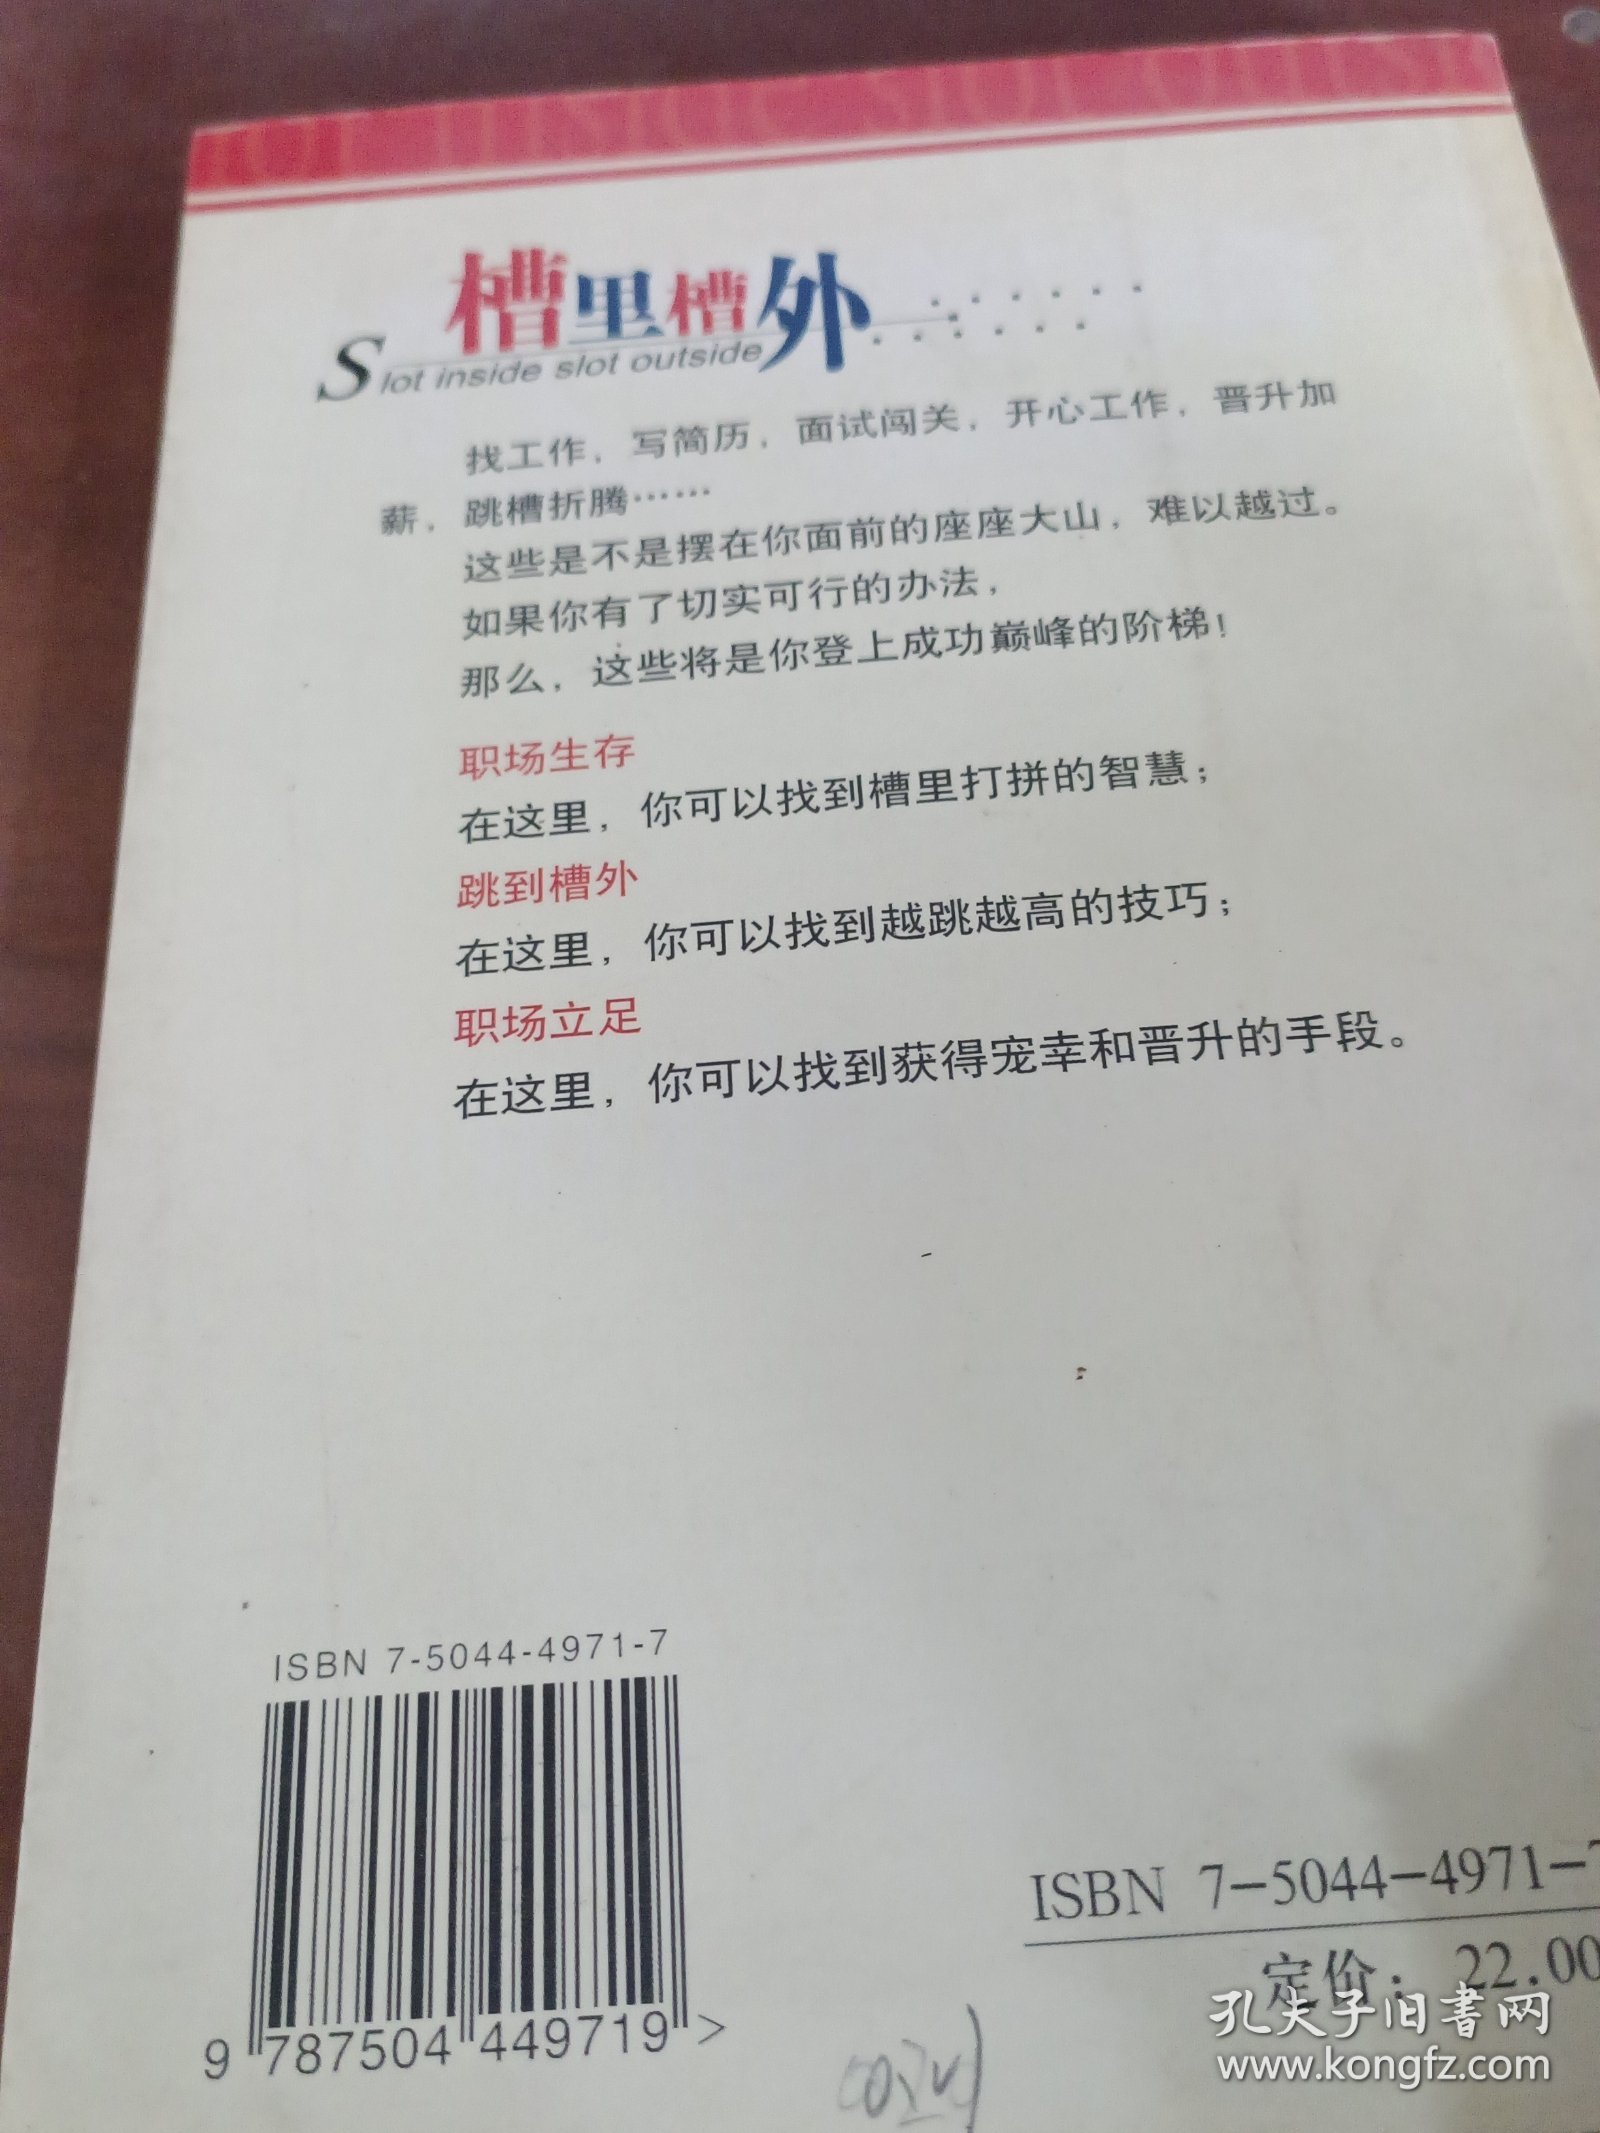 槽里槽外
Slot inside slot outside
找工作，写简历，面试闯关，开心工作，晋升加
薪，跳槽折腾……
这些是不是摆在你面前的座座大山，难以越过。
如果你有了切实可行的办法，
那么，这些将是你登上成功巅峰的阶梯！
职场生存
在这里，你可以找到槽里打拼的智慧；
跳到槽外
在这里，你可以找到越跳越高的技巧；
职场立足
在这里，你可以找到获得宠幸和晋升的手段。
ISBN 7-5044-4971-7
9 787504 449719 >
ISBN 7-5044-4971-7
定价：22.00
孔夫子旧书网
www.kongfz.com